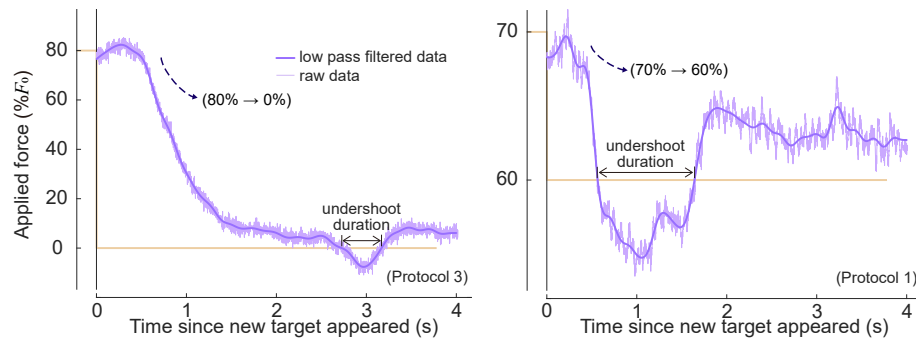 Applied force (%F₀)
80
60
40
20
0
low pass filtered data
raw data
(80% → 0%)
undershoot
duration
(Protocol 3)
0
1
2
3
4
Time since new target appeared (s)
70
60
(70% → 60%)
undershoot
duration
(Protocol 1)
0
1
2
3
4
Time since new target appeared (s)